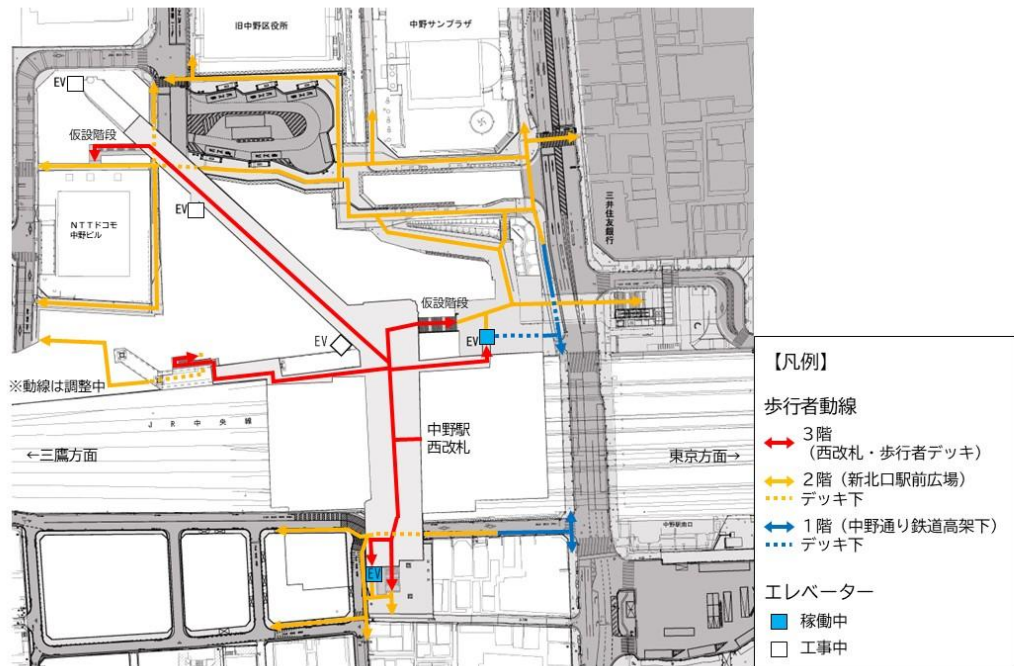 旧中野区役所
中野サンプラザ
EV
仮設階段
EV
NTTドコモ
中野ビル
三井住友銀行
仮設階段
EV
EV
※動線は調整中
JR中央線
中野駅
西改札
←三鷹方面
東京方面→
中野駅南口
EV
【凡例】
歩行者動線
3階
(西改札・歩行者デッキ)
2階(新北口駅前広場)
デッキ下
1階(中野通り鉄道高架下)
デッキ下
エレベーター
稼働中
工事中